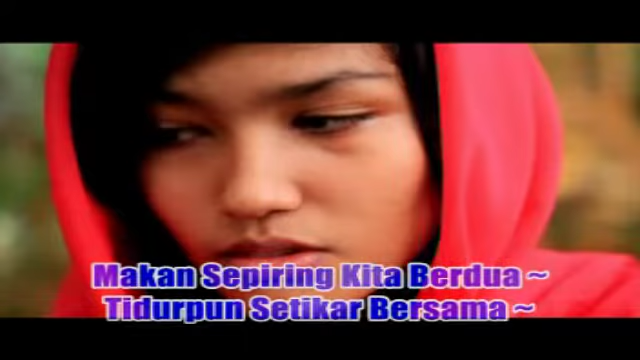 Makan Sepiring Kita Berdua ~
Tidurpun Setikar Bersama ~